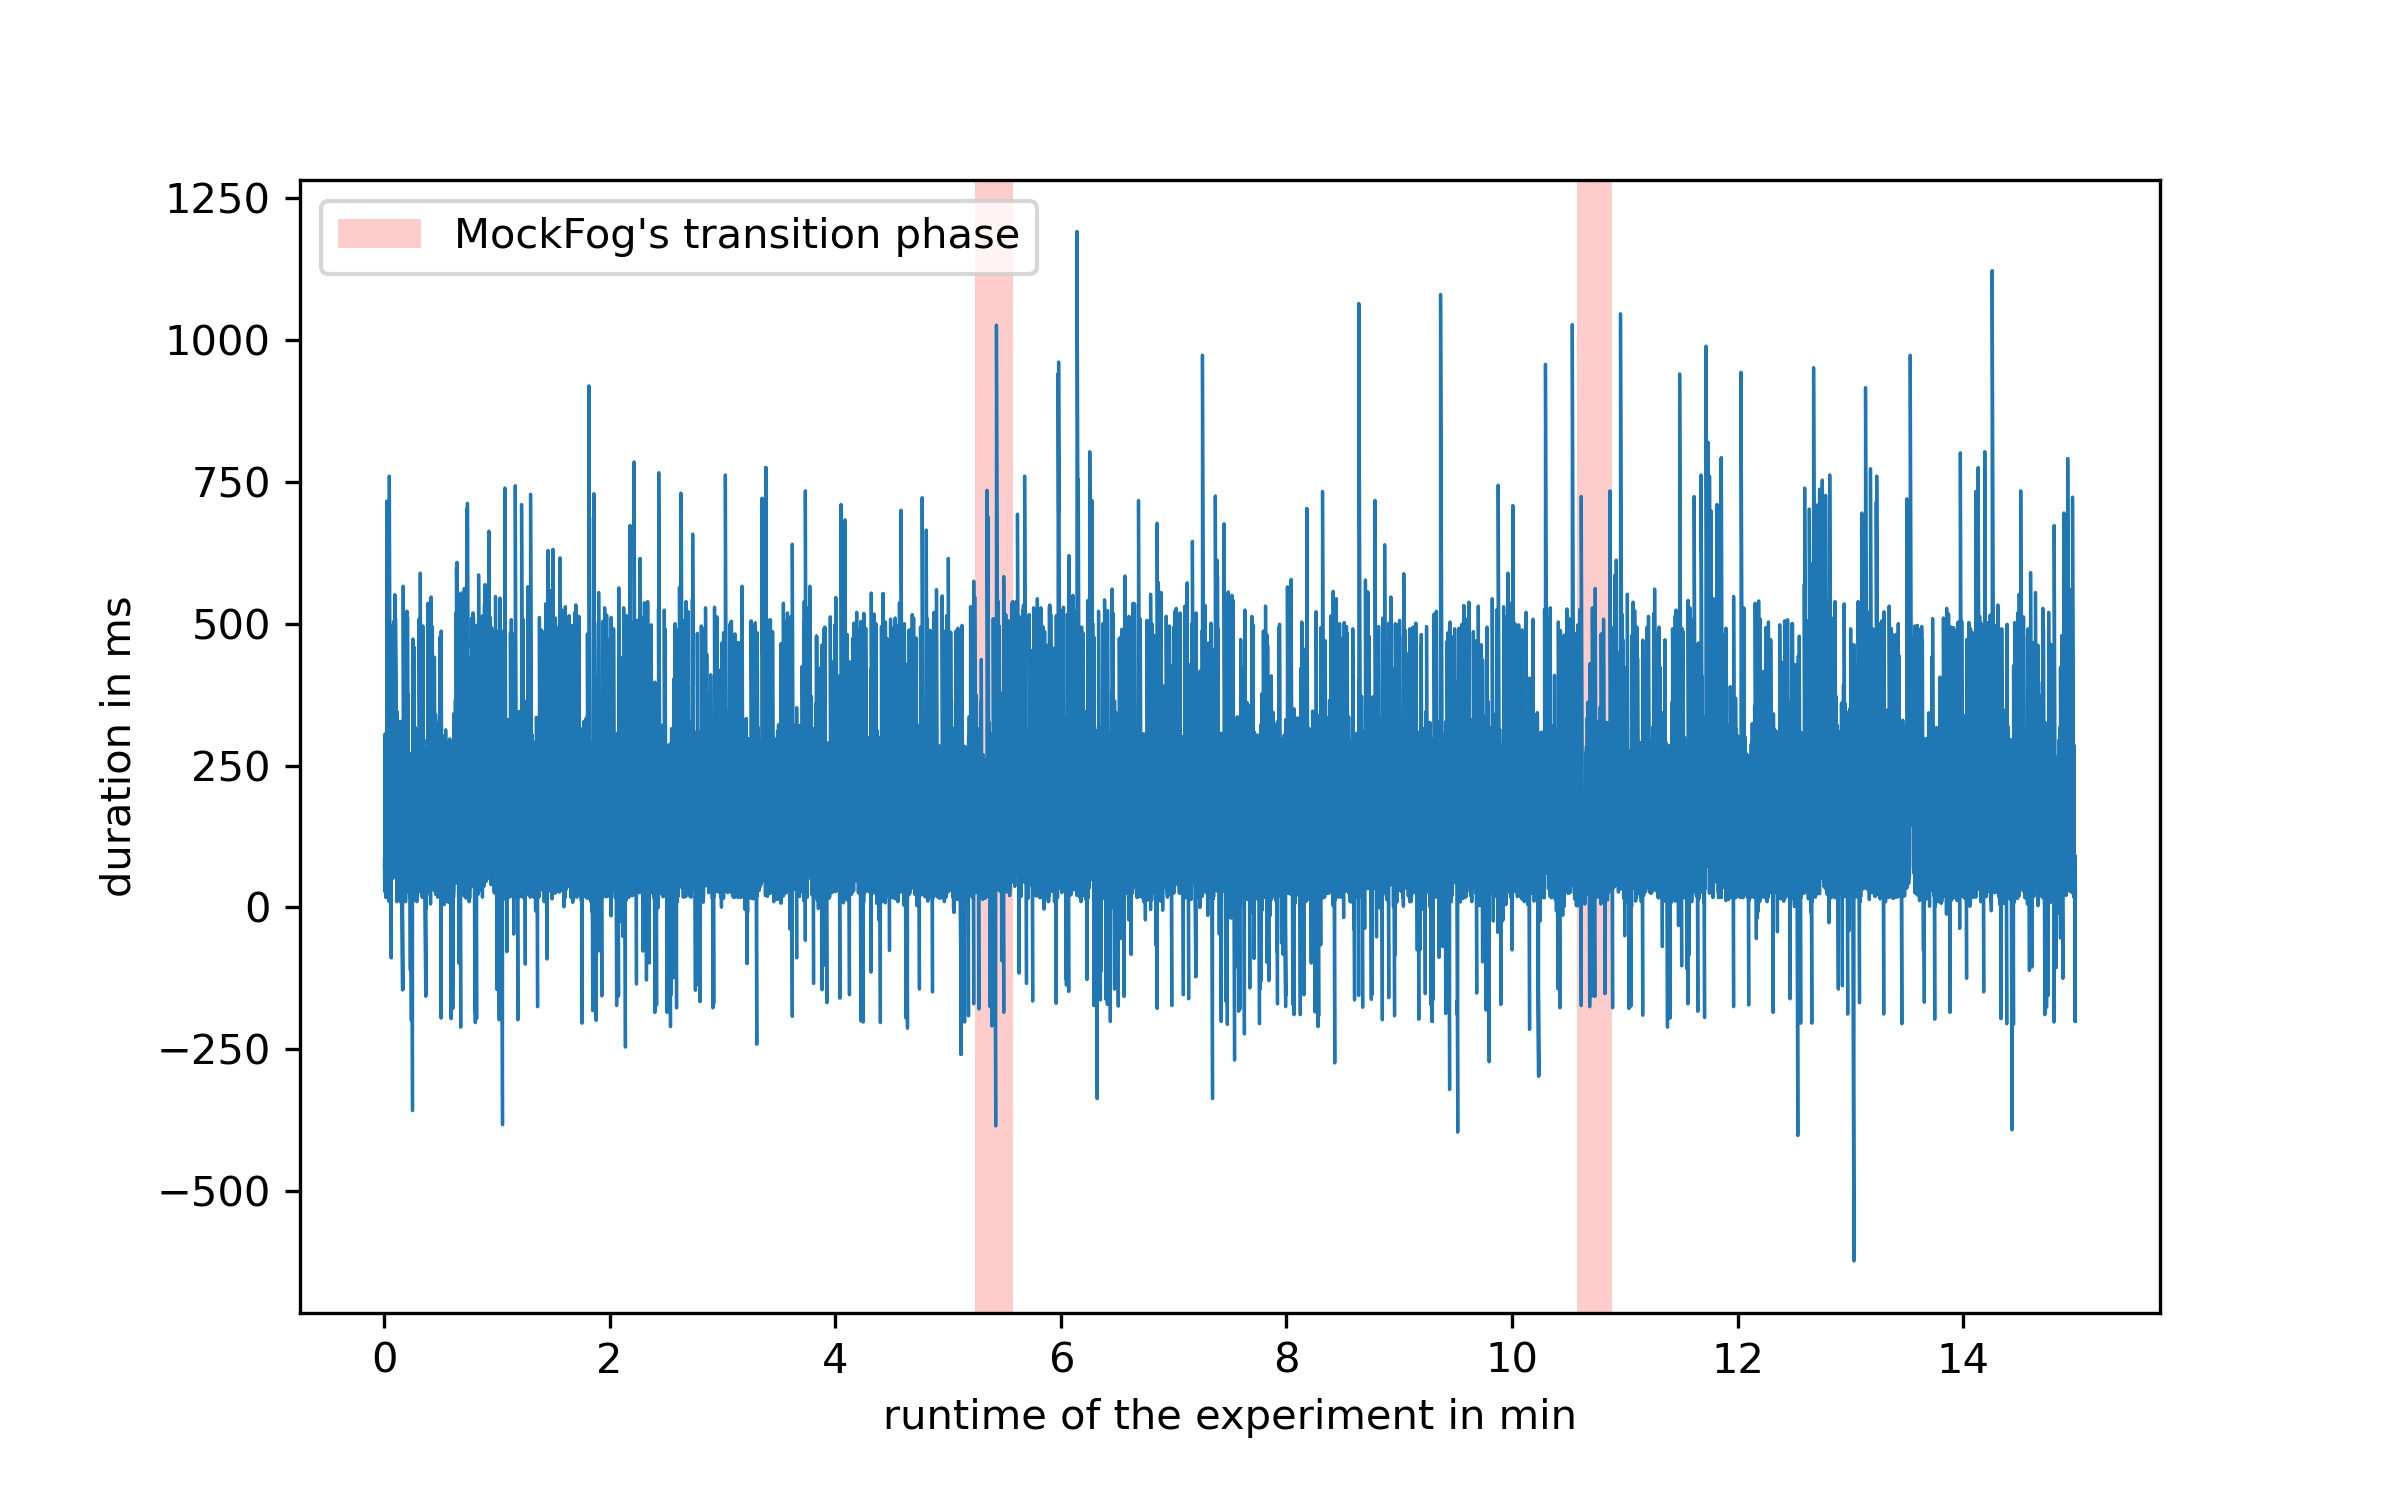 MockFog's transition phase
1250
1000
750
500
250
0
−250
−500
duration in ms
0 2 4 6 8 10 12 14
runtime of the experiment in min